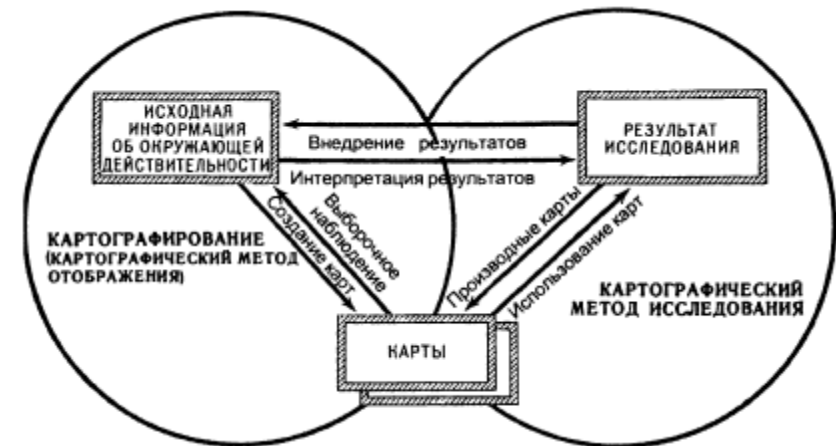 ИСХОДНАЯ
ИНФОРМАЦИЯ
ОБ ОКРУЖАЮЩЕЙ
ДЕЙСТВИТЕЛЬНОСТИ
РЕЗУЛЬТАТ
ИССЛЕДОВАНИЯ
Внедрение результатов
Интерпретация результатов
Выборочное
наблюдение
Создание карт
Производные карты
Использование карт
КАРТОГРАФИРОВАНИЕ
(КАРТОГРАФИЧЕСКИЙ МЕТОД
ОТОБРАЖЕНИЯ)
КАРТОГРАФИЧЕСКИЙ
МЕТОД ИССЛЕДОВАНИЯ
КАРТЫ